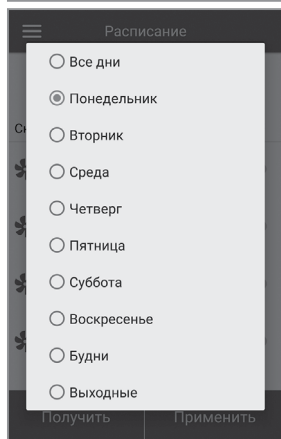 Расписание
Все дни
Понедельник
Вторник
Среда
Четверг
Пятница
Суббота
Воскресенье
Будни
Выходные
Получить Применить